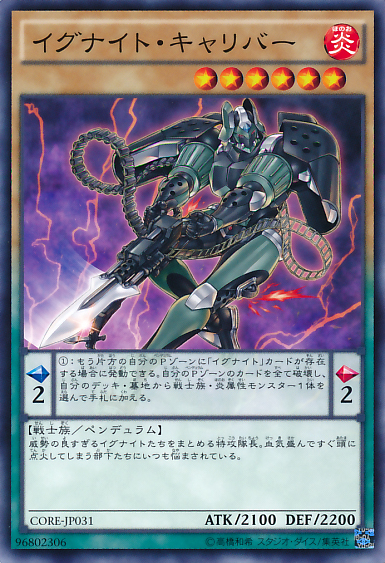 イグナイト・キャリバー
炎
ほのお
①：もう片方の自分のPゾーンに「イグナイト」カードが存在
する場合に発動できる。自分のPゾーンのカードを全て破壊し、
自分のデッキ・墓地から戦士族・炎属性モンスター1体を
選んで手札に加える。
2
2
【戦士族／ペンデュラム】
威勢の良すぎるイグナイトたちをまとめる特攻隊長。血気盛んですぐ頭に
点火してしまう部下たちにいつも悩まされている。
CORE-JP031
ATK/2100 DEF/2200
96802306
©高橋和希 スタジオ・ダイス/集英社